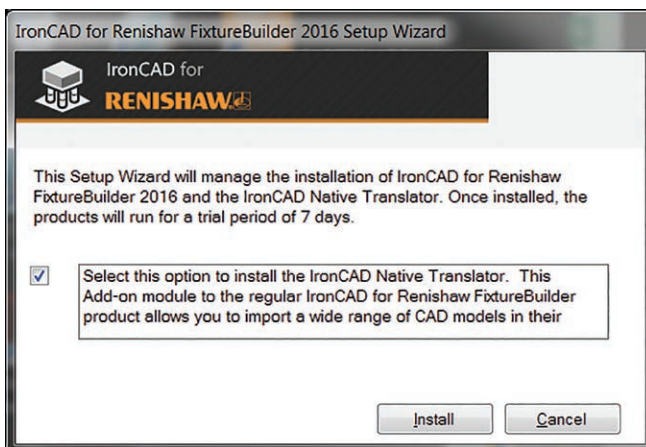 IronCAD for Renishaw FixtureBuilder 2016 Setup Wizard
IronCAD for
RENISHAW
This Setup Wizard will manage the installation of IronCAD for Renishaw
FixtureBuilder 2016 and the IronCAD Native Translator. Once installed, the
products will run for a trial period of 7 days.
Select this option to install the IronCAD Native Translator. This
Add-on module to the regular IronCAD for Renishaw FixtureBuilder
product allows you to import a wide range of CAD models in their
Install
Cancel